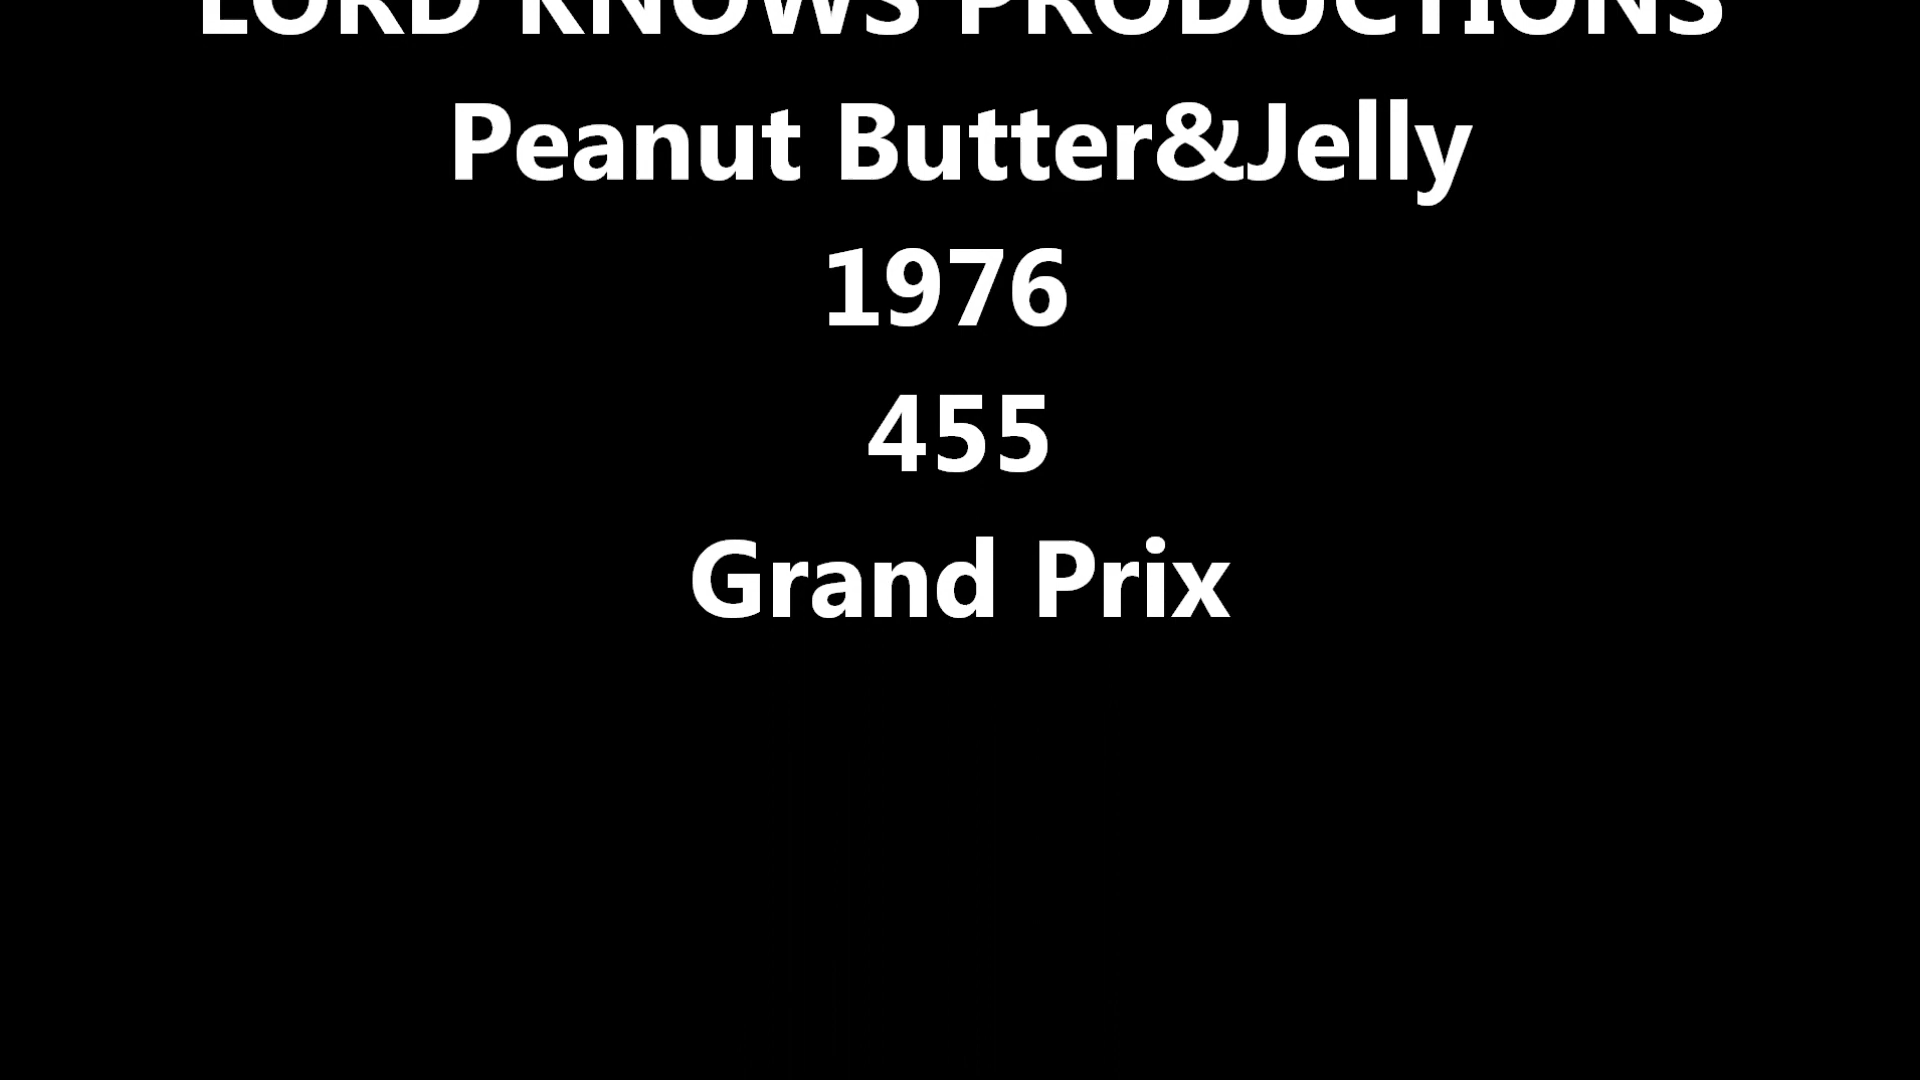 LORD KNOWS PRODUCTIONS
Peanut Butter&Jelly
1976
455
Grand Prix